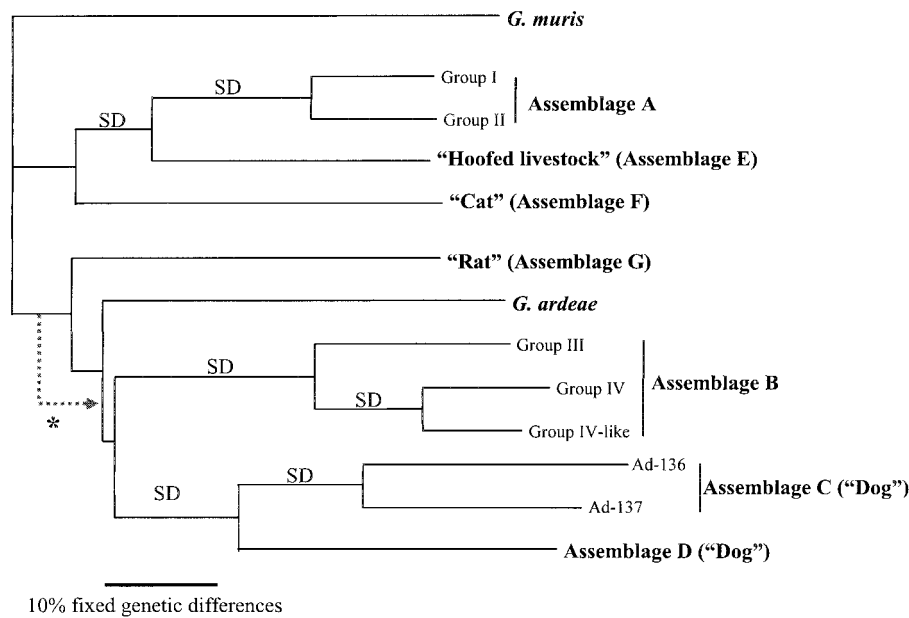 G. muris
SD
Group I
SD
Group II
Assemblage A
"Hoofed livestock" (Assemblage E)
"Cat" (Assemblage F)
"Rat" (Assemblage G)
G. ardeae
SD
Group III
Group IV
SD
Group IV-like
Assemblage B
*
SD
SD
Ad-136
Ad-137
Assemblage C ("Dog")
Assemblage D ("Dog")
10% fixed genetic differences